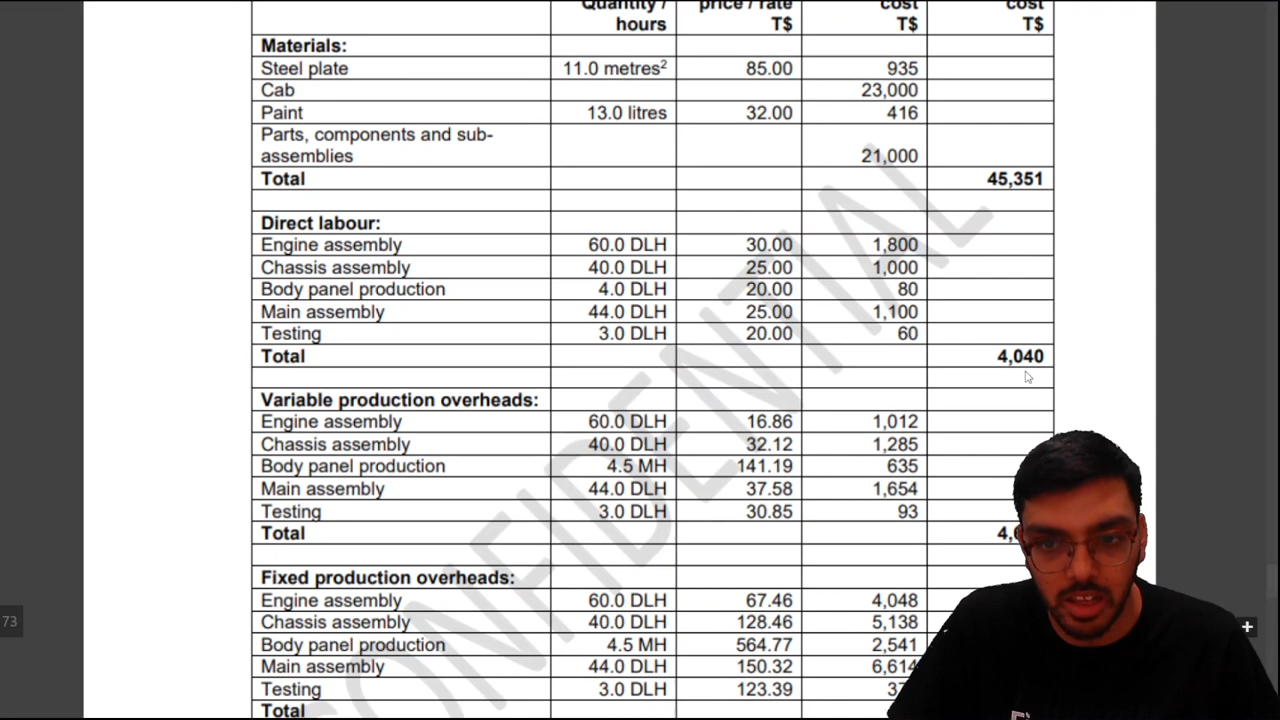 Quantity / price / rate cost cost
hours T$ T$ T$
Materials:
Steel plate 11.0 metres² 85.00 935
Cab 23,000
Paint 13.0 litres 32.00 416
Parts, components and sub-
assemblies 21,000
Total 45,351
Direct labour:
Engine assembly 60.0 DLH 30.00 1,800
Chassis assembly 40.0 DLH 25.00 1,000
Body panel production 4.0 DLH 20.00 80
Main assembly 44.0 DLH 25.00 1,100
Testing 3.0 DLH 20.00 60
Total 4,040
Variable production overheads:
Engine assembly 60.0 DLH 16.86 1,012
Chassis assembly 40.0 DLH 32.12 1,285
Body panel production 4.5 MH 141.19 635
Main assembly 44.0 DLH 37.58 1,654
Testing 3.0 DLH 30.85 93
Total
Fixed production overheads:
Engine assembly 60.0 DLH 67.46 4,048
Chassis assembly 40.0 DLH 128.46 5,138
Body panel production 4.5 MH 564.77 2,541
Main assembly 44.0 DLH 150.32 6,614
Testing 3.0 DLH 123.39
Total
CONFIDENTIAL
73